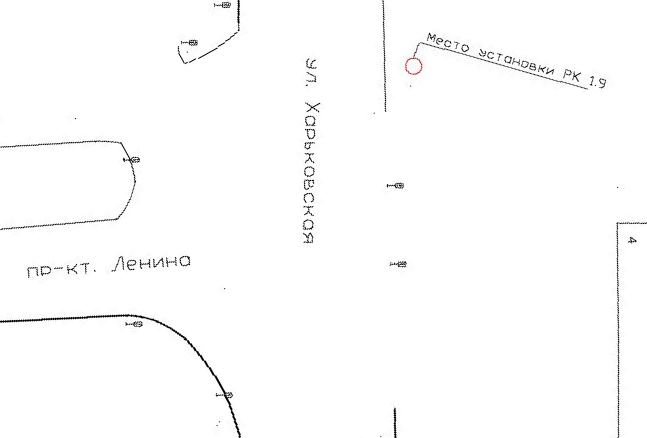 Место установки РК 1.9
ул. Харьковская
пр-кт. Ленина
4